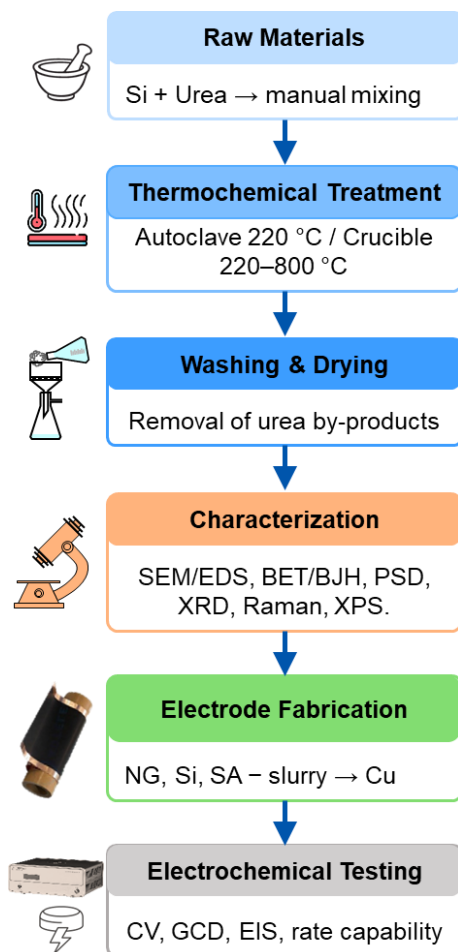 Raw Materials
Si + Urea → manual mixing
Thermochemical Treatment
Autoclave 220 °C / Crucible
220–800 °C
Washing & Drying
Removal of urea by-products
Characterization
SEM/EDS, BET/BJH, PSD,
XRD, Raman, XPS.
Electrode Fabrication
NG, Si, SA – slurry → Cu
Electrochemical Testing
CV, GCD, EIS, rate capability